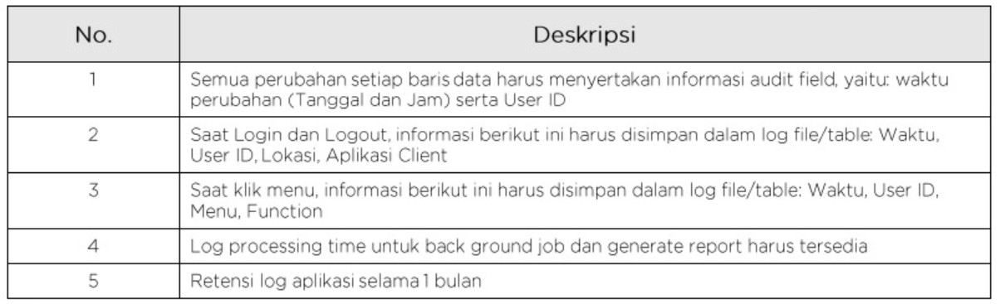 No. Deskripsi
1 Semua perubahan setiap baris data harus menyertakan informasi audit field, yaitu: waktu
perubahan (Tanggal dan Jam) serta User ID
2 Saat Login dan Logout, informasi berikut ini harus disimpan dalam log file/table: Waktu,
User ID, Lokasi, Aplikasi Client
3 Saat klik menu, informasi berikut ini harus disimpan dalam log file/table: Waktu, User ID,
Menu, Function
4 Log processing time untuk back ground job dan generate report harus tersedia
5 Retensi log aplikasi selama 1 bulan